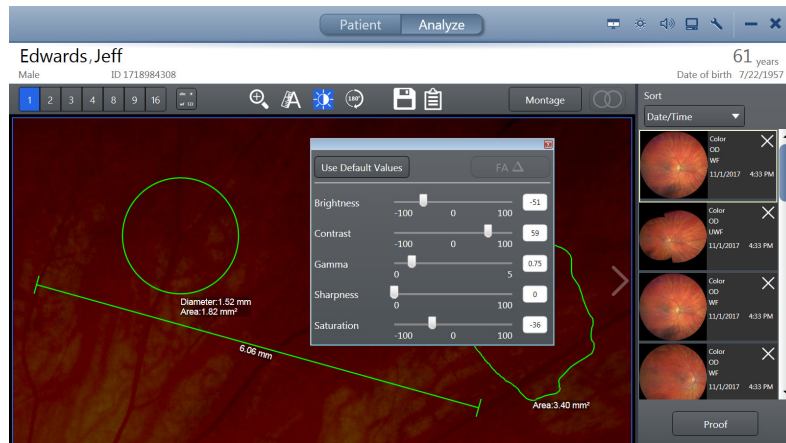 Patient Analyze
Edwards, Jeff
61 years
Male ID 1718984308
Date of birth 7/22/1957
1 2 3 4 8 9 16
180°
Montage
Sort
Date/Time
Use Default Values
FA
Brightness -51
-100 0 100
Contrast 59
-100 0 100
Gamma 0.75
0 5
Sharpness 0
0 100
Saturation -36
-100 0 100
Diameter:1.52 mm
Area:1.82 mm²
6.06 mm
Area:3.40 mm²
Color
OD
WF
11/1/2017 4:33 PM
Color
OD
UWF
11/1/2017 4:33 PM
Color
OD
WF
11/1/2017 4:33 PM
Color
OD
WF
11/1/2017 4:33 PM
Proof